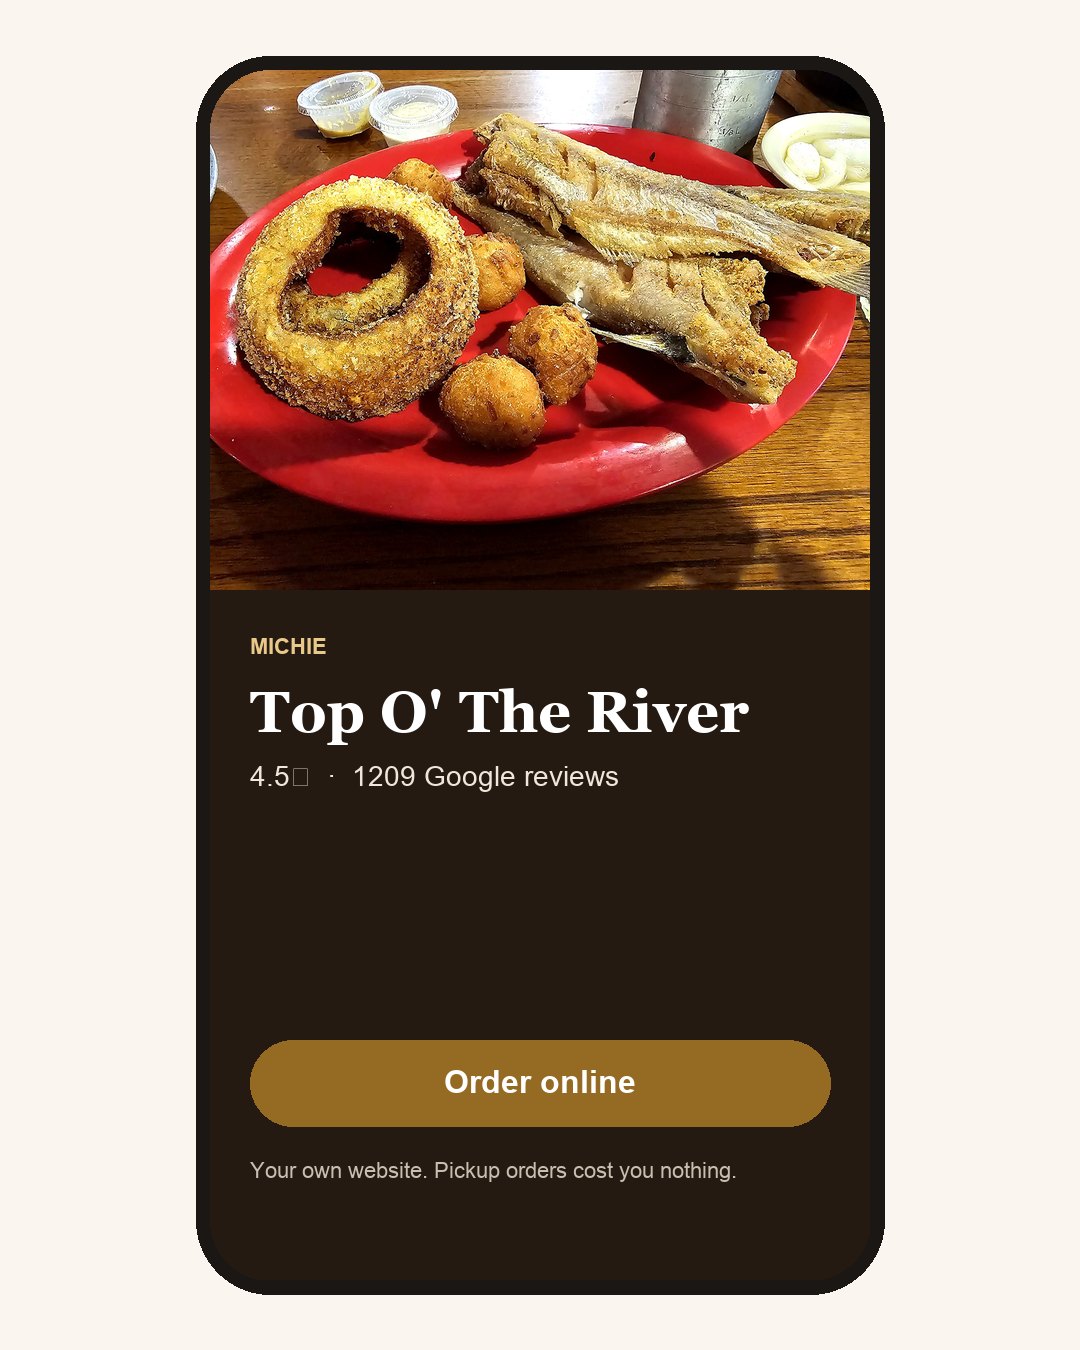 MICHIE
Top O' The River
4.5□ · 1209 Google reviews
Order online
Your own website. Pickup orders cost you nothing.